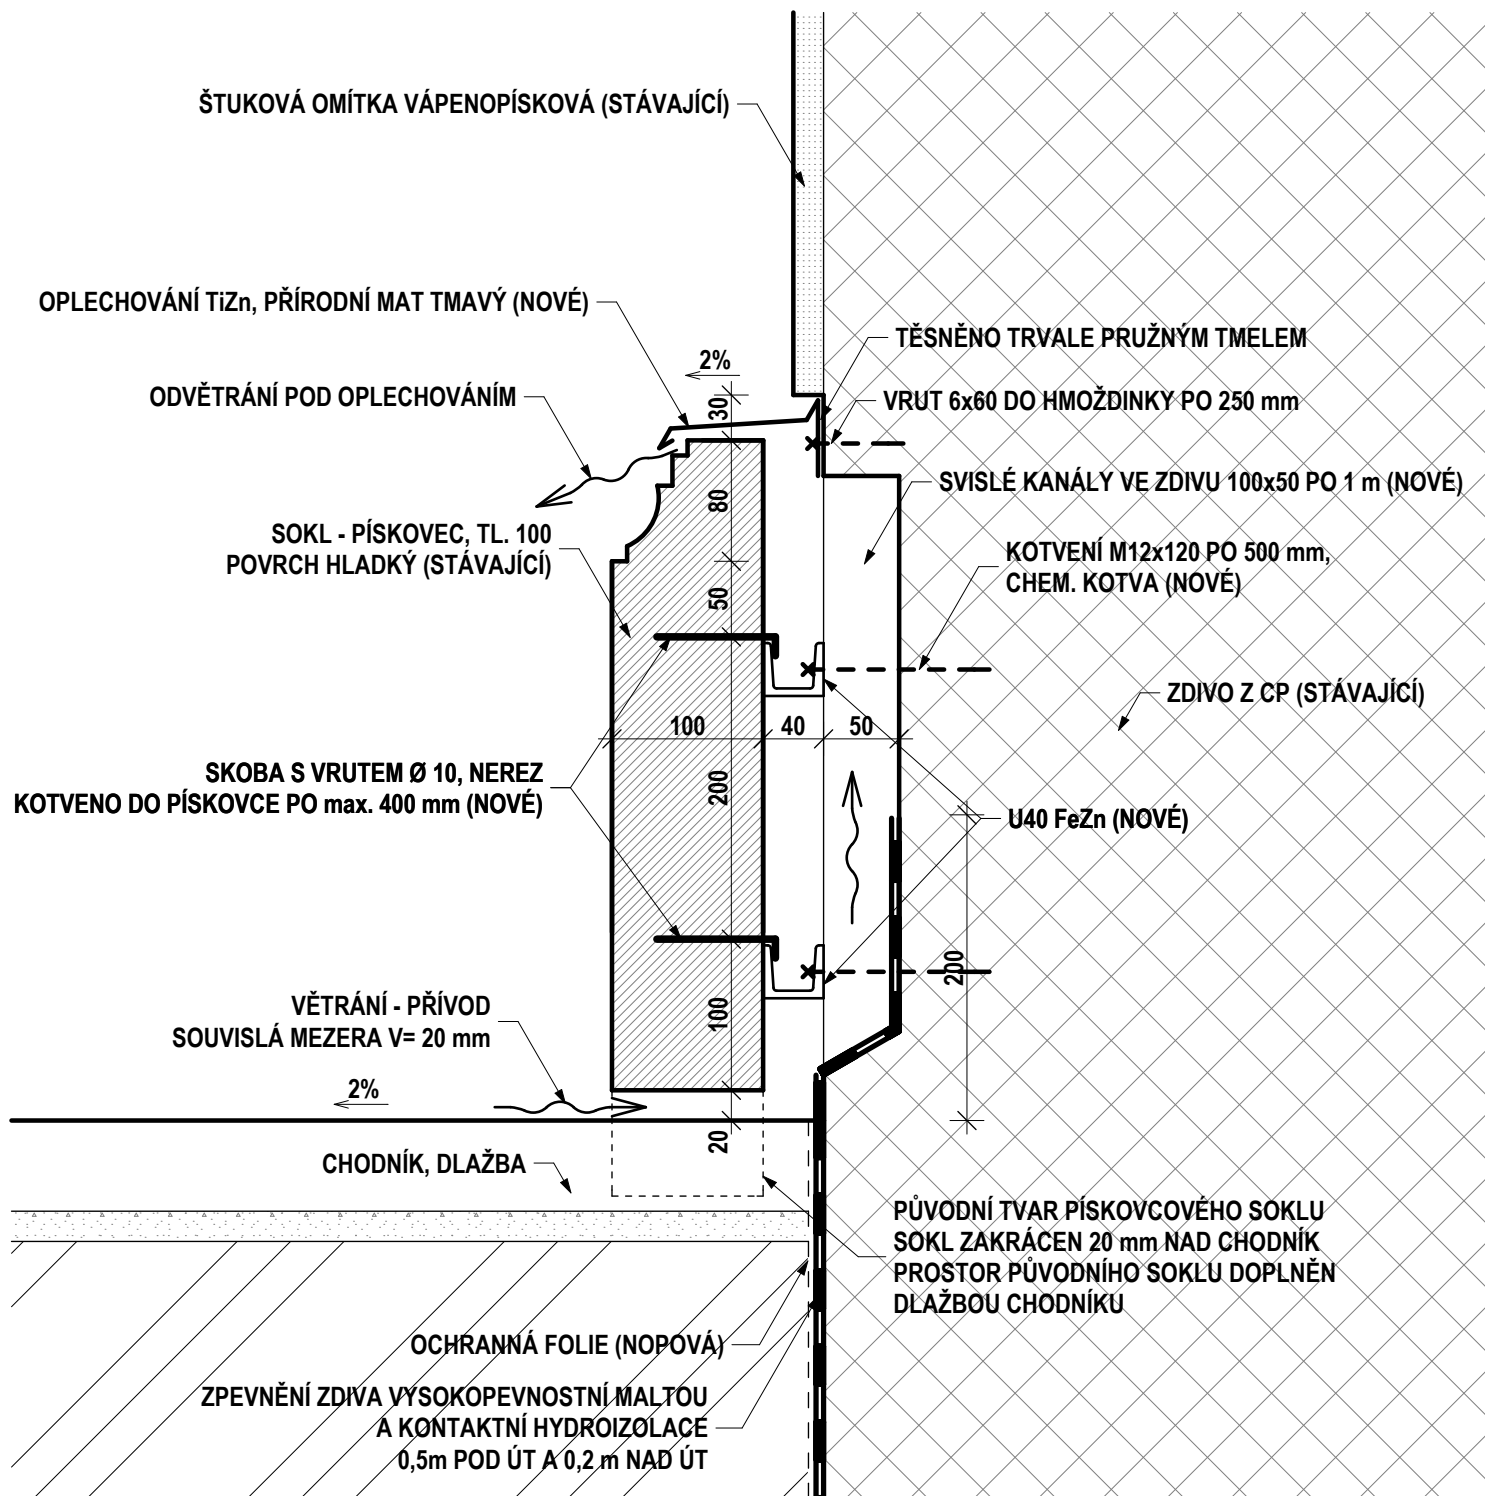 ŠTUKOVÁ OMÍTKA VÁPENOPÍSKOVÁ (STÁVAJÍCÍ)
OPLECHOVÁNÍ TiZn, PŘÍRODNÍ MAT TMAVÝ (NOVÉ)
TĚSNĚNO TRVALE PRUŽNÝM TMELEM
2%
ODVĚTRÁNÍ POD OPLECHOVÁNÍM
30
VRUT 6x60 DO HMOŽDINKY PO 250 mm
SVISLÉ KANÁLY VE ZDIVU 100x50 PO 1 m (NOVÉ)
80
SOKL - PÍSKOVEC, TL. 100
POVRCH HLADKÝ (STÁVAJÍCÍ)
KOTVENÍ M12x120 PO 500 mm,
CHEM. KOTVA (NOVÉ)
50
ZDIVO Z CP (STÁVAJÍCÍ)
100
40
50
SKOBA S VRUTEM Ø 10, NEREZ
KOTVENO DO PÍSKOVCE PO max. 400 mm (NOVÉ)
200
U40 FeZn (NOVÉ)
200
VĚTRÁNÍ - PŘÍVOD
SOUVISLÁ MEZERA V= 20 mm
100
2%
20
CHODNÍK, DLAŽBA
PŮVODNÍ TVAR PÍSKOVCOVÉHO SOKLU
SOKL ZAKRÁCEN 20 mm NAD CHODNÍK
PROSTOR PŮVODNÍHO SOKLU DOPLNĚN
DLAŽBOU CHODNÍKU
OCHRANNÁ FOLIE (NOPOVÁ)
ZPEVNĚNÍ ZDIVA VYSOKOPEVNOSTNÍ MALTOU
A KONTAKTNÍ HYDROIZOLACE
0,5m POD ÚT A 0,2 m NAD ÚT